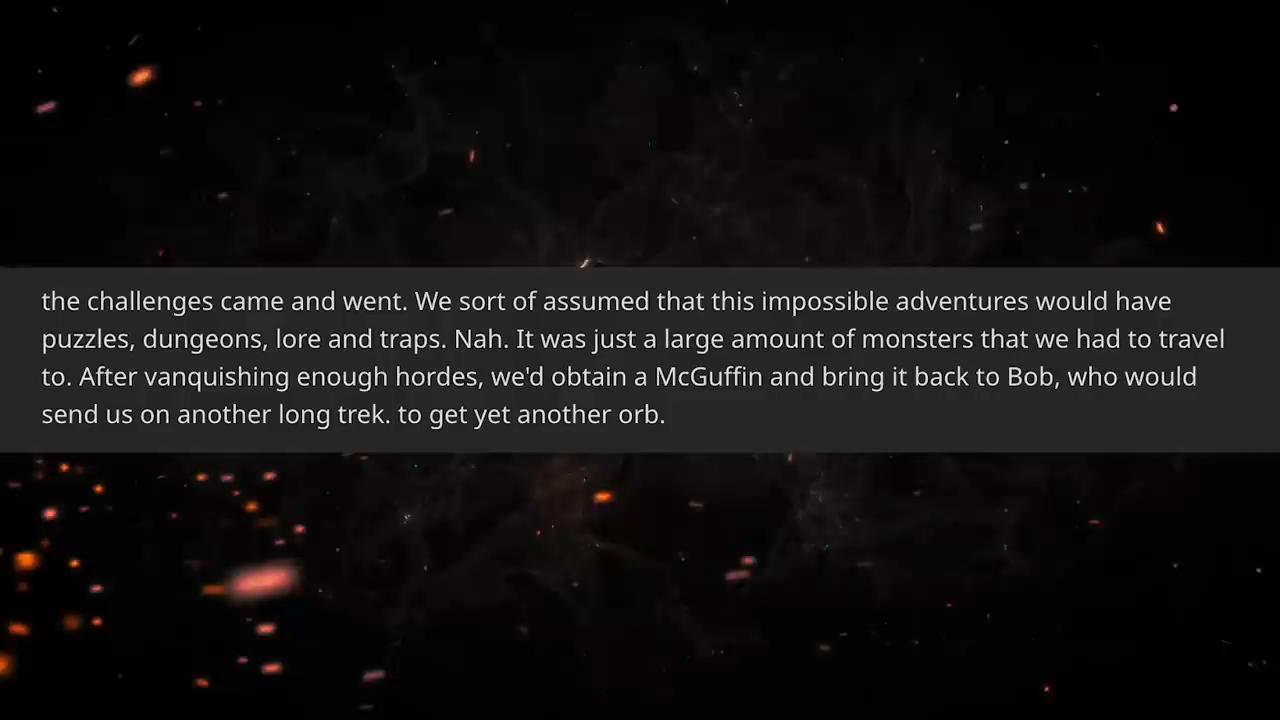 the challenges came and went. We sort of assumed that this impossible adventures would have
puzzles, dungeons, lore and traps. Nah. It was just a large amount of monsters that we had to travel
to. After vanquishing enough hordes, we'd obtain a McGuffin and bring it back to Bob, who would
send us on another long trek. to get yet another orb.